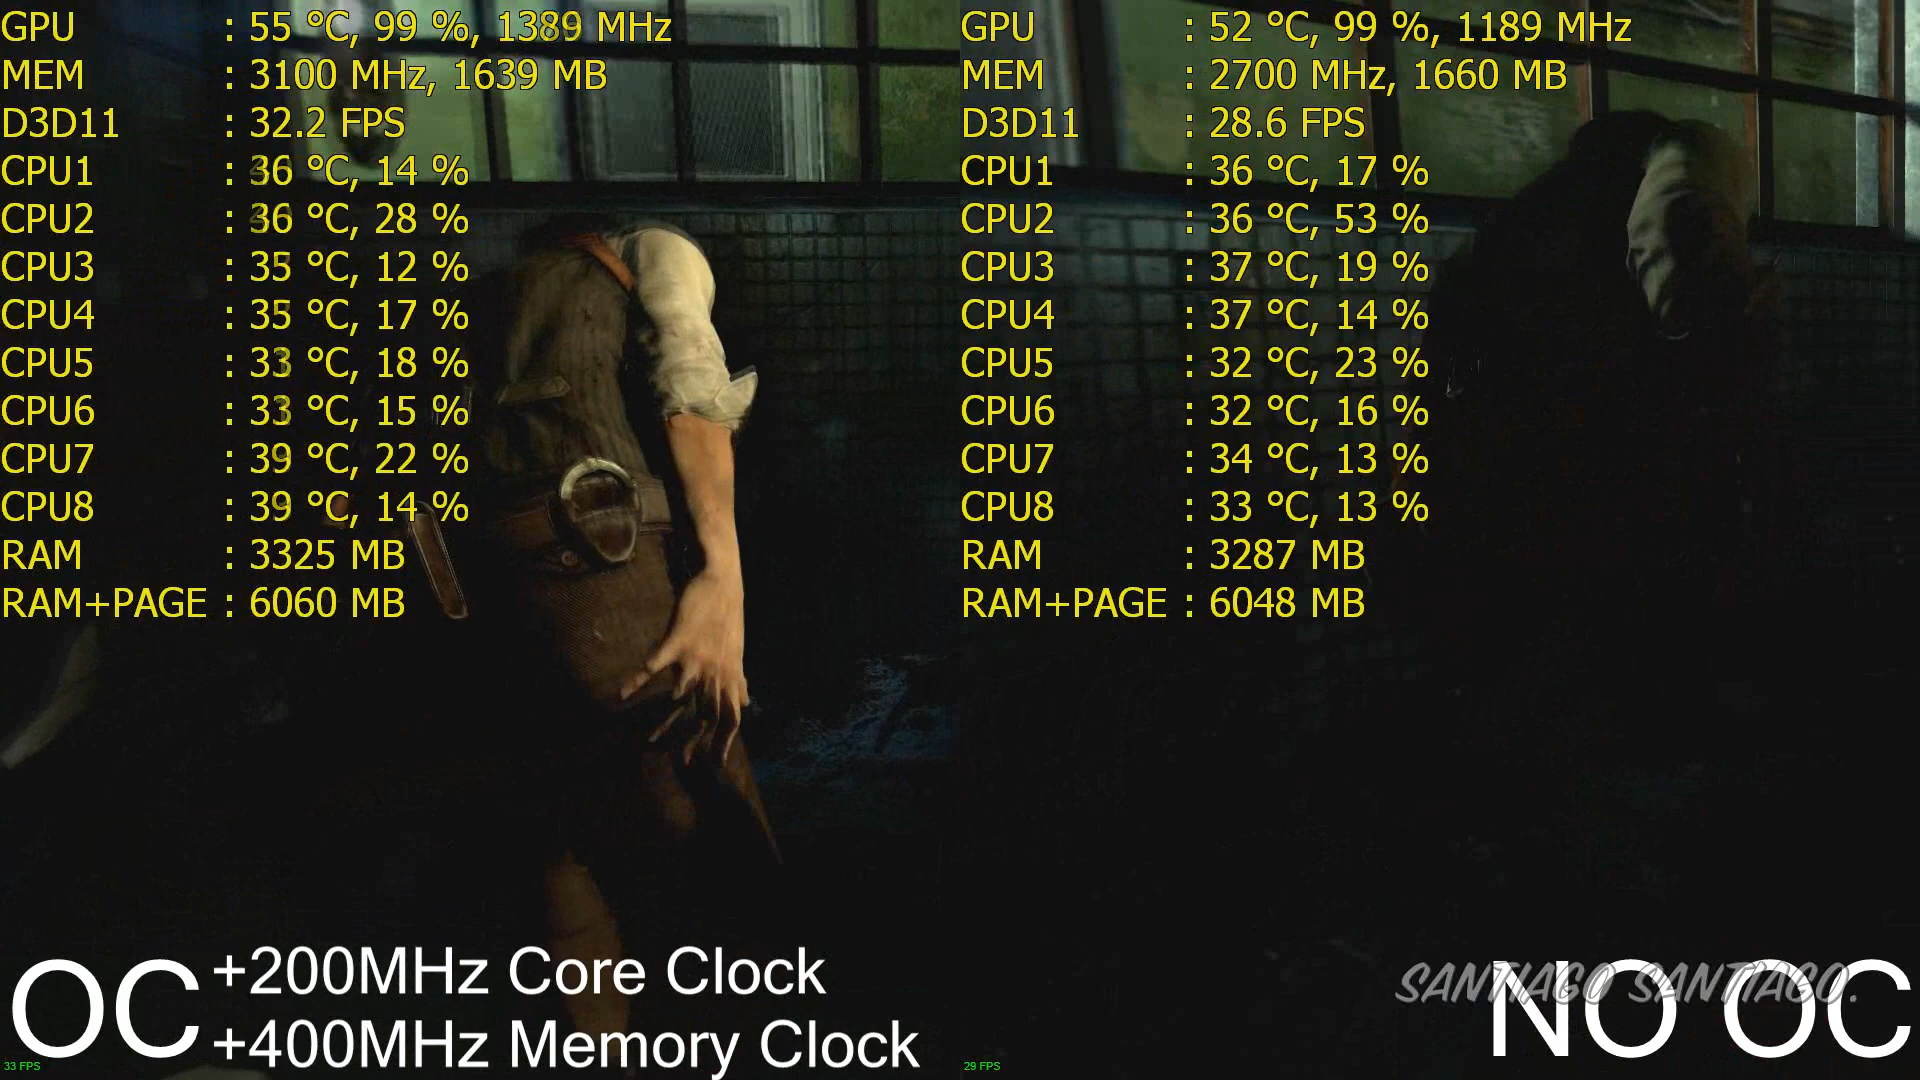 GPU : 55 °C, 99 %, 1389 MHz
MEM : 3100 MHz, 1639 MB
D3D11 : 32.2 FPS
CPU1 : 36 °C, 14 %
CPU2 : 36 °C, 28 %
CPU3 : 35 °C, 12 %
CPU4 : 35 °C, 17 %
CPU5 : 33 °C, 18 %
CPU6 : 33 °C, 15 %
CPU7 : 39 °C, 22 %
CPU8 : 39 °C, 14 %
RAM : 3325 MB
RAM+PAGE : 6060 MB
OC
+200MHz Core Clock
+400MHz Memory Clock
33 FPS
GPU : 52 °C, 99 %, 1189 MHz
MEM : 2700 MHz, 1660 MB
D3D11 : 28.6 FPS
CPU1 : 36 °C, 17 %
CPU2 : 36 °C, 53 %
CPU3 : 37 °C, 19 %
CPU4 : 37 °C, 14 %
CPU5 : 32 °C, 23 %
CPU6 : 32 °C, 16 %
CPU7 : 34 °C, 13 %
CPU8 : 33 °C, 13 %
RAM : 3287 MB
RAM+PAGE : 6048 MB
SANTIAGO SANTIAGO.
NO OC
29 FPS